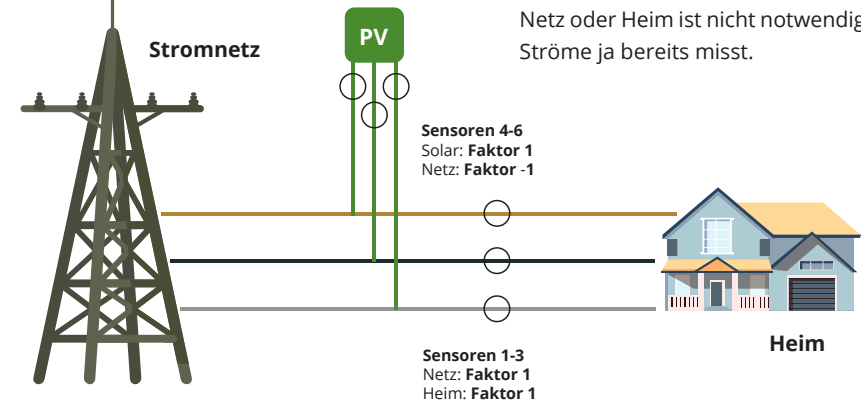 Netz oder Heim ist nicht notwendig
Ströme ja bereits misst.
Stromnetz
PV
Sensoren 4-6
Solar: Faktor 1
Netz: Faktor -1
Heim
Sensoren 1-3
Netz: Faktor 1
Heim: Faktor 1